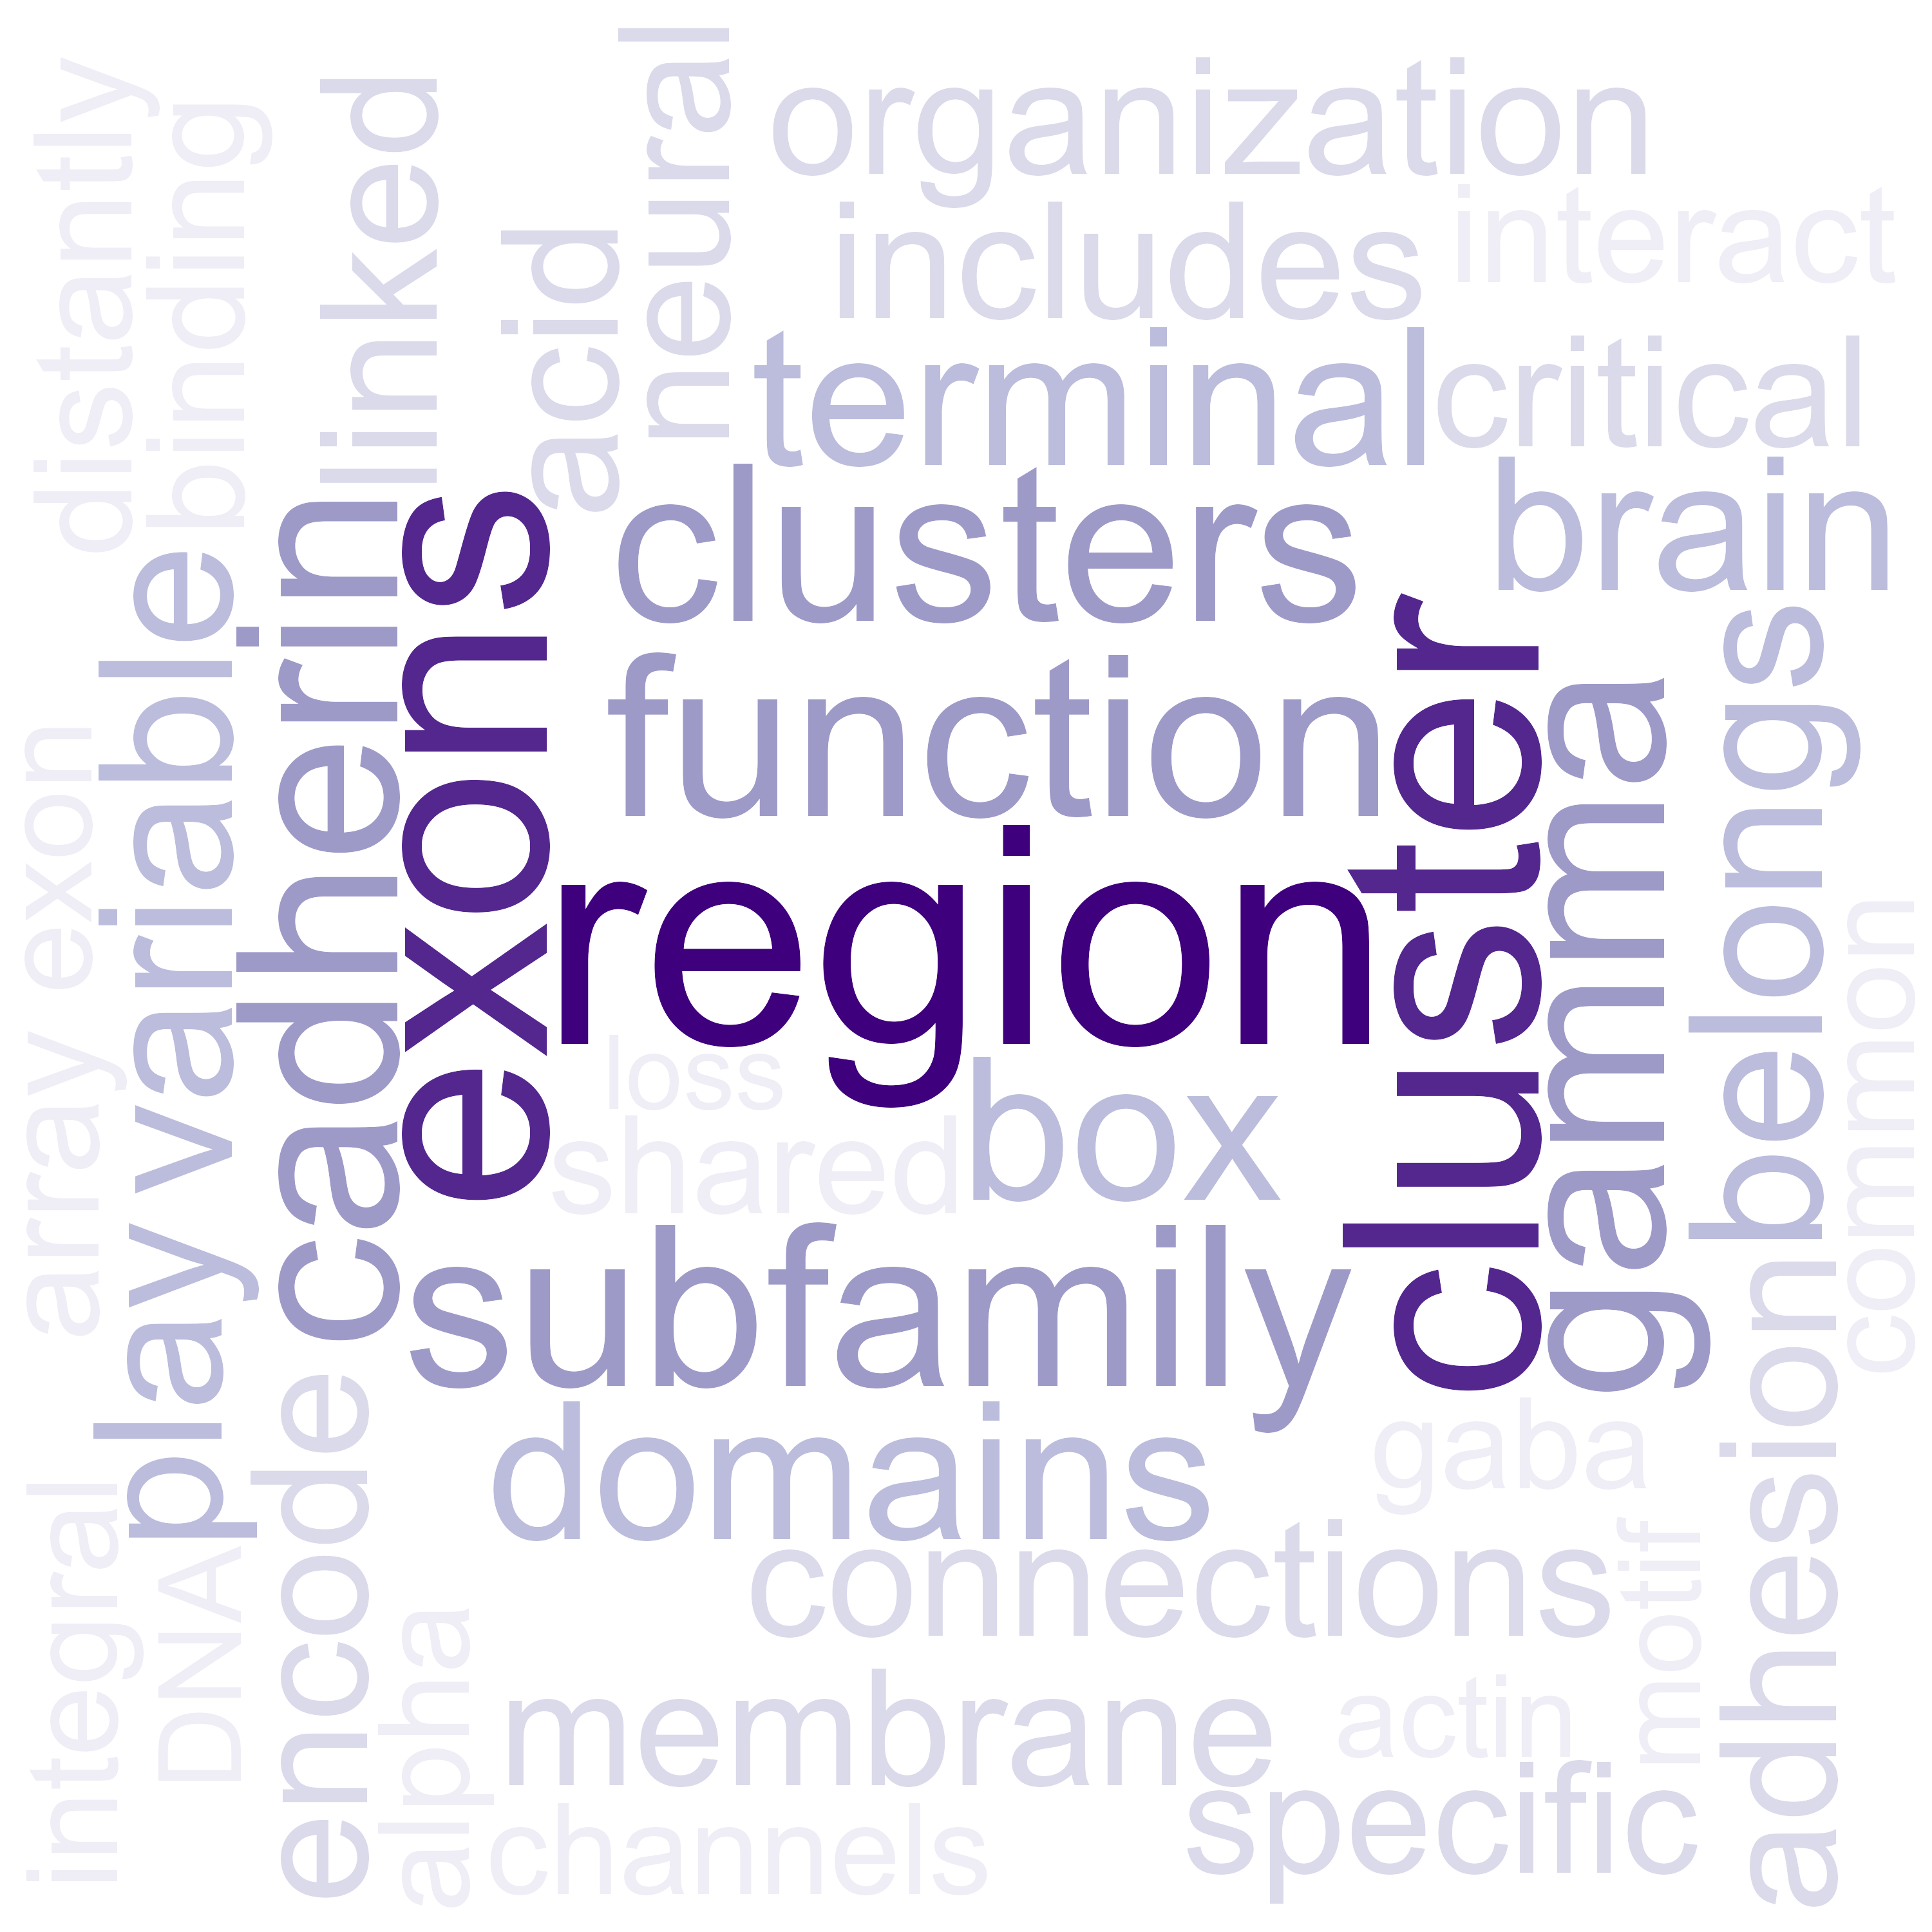 distantly
binding
linked
acid
neural
organization
includes
interact
terminal
critical
clusters
brain
function
exons
cadherin
variable
exon
region
cluster
gamma
belongs
common
array
play
loss
shared
box
subfamily
domains
gaba
connections
motif
adhesion
integral
DNA
encode
alpha
membrane
actin
channels
specific